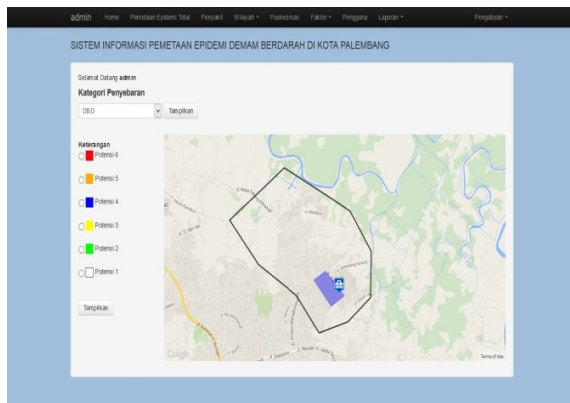 admin Home Pemetaan Epidemi Total Penyakit Wilayah Puskesmas Faktor Pengguna Laporan Pengaturan
SISTEM INFORMASI PEMETAAN EPIDEMI DEMAM BERDARAH DI KOTA PALEMBANG
Selamat Datang admin
Kategori Penyebaran
DBD Tampilkan
Keterangan
Potensi 6
Potensi 5
Potensi 4
Potensi 3
Potensi 2
Potensi 1
Tampilkan
Google
Terms of Use